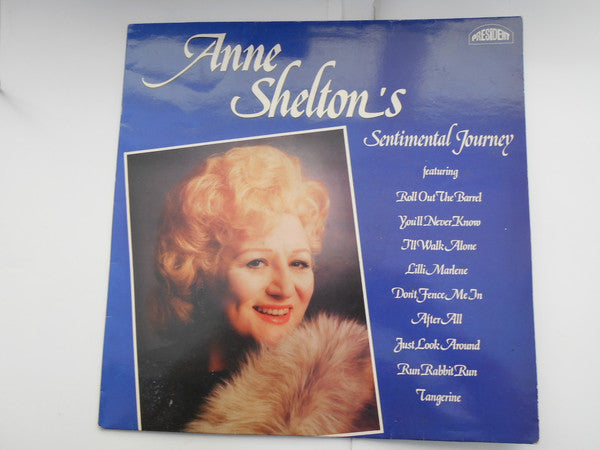 PRESIDENT
Anne
Shelton's
Sentimental Journey
featuring
Roll Out The Barrel
You'll Never Know
I'll Walk Alone
Lilli Marlene
Don't Fence Me In
After All
Just Look Around
Run Rabbit Run
Tangerine